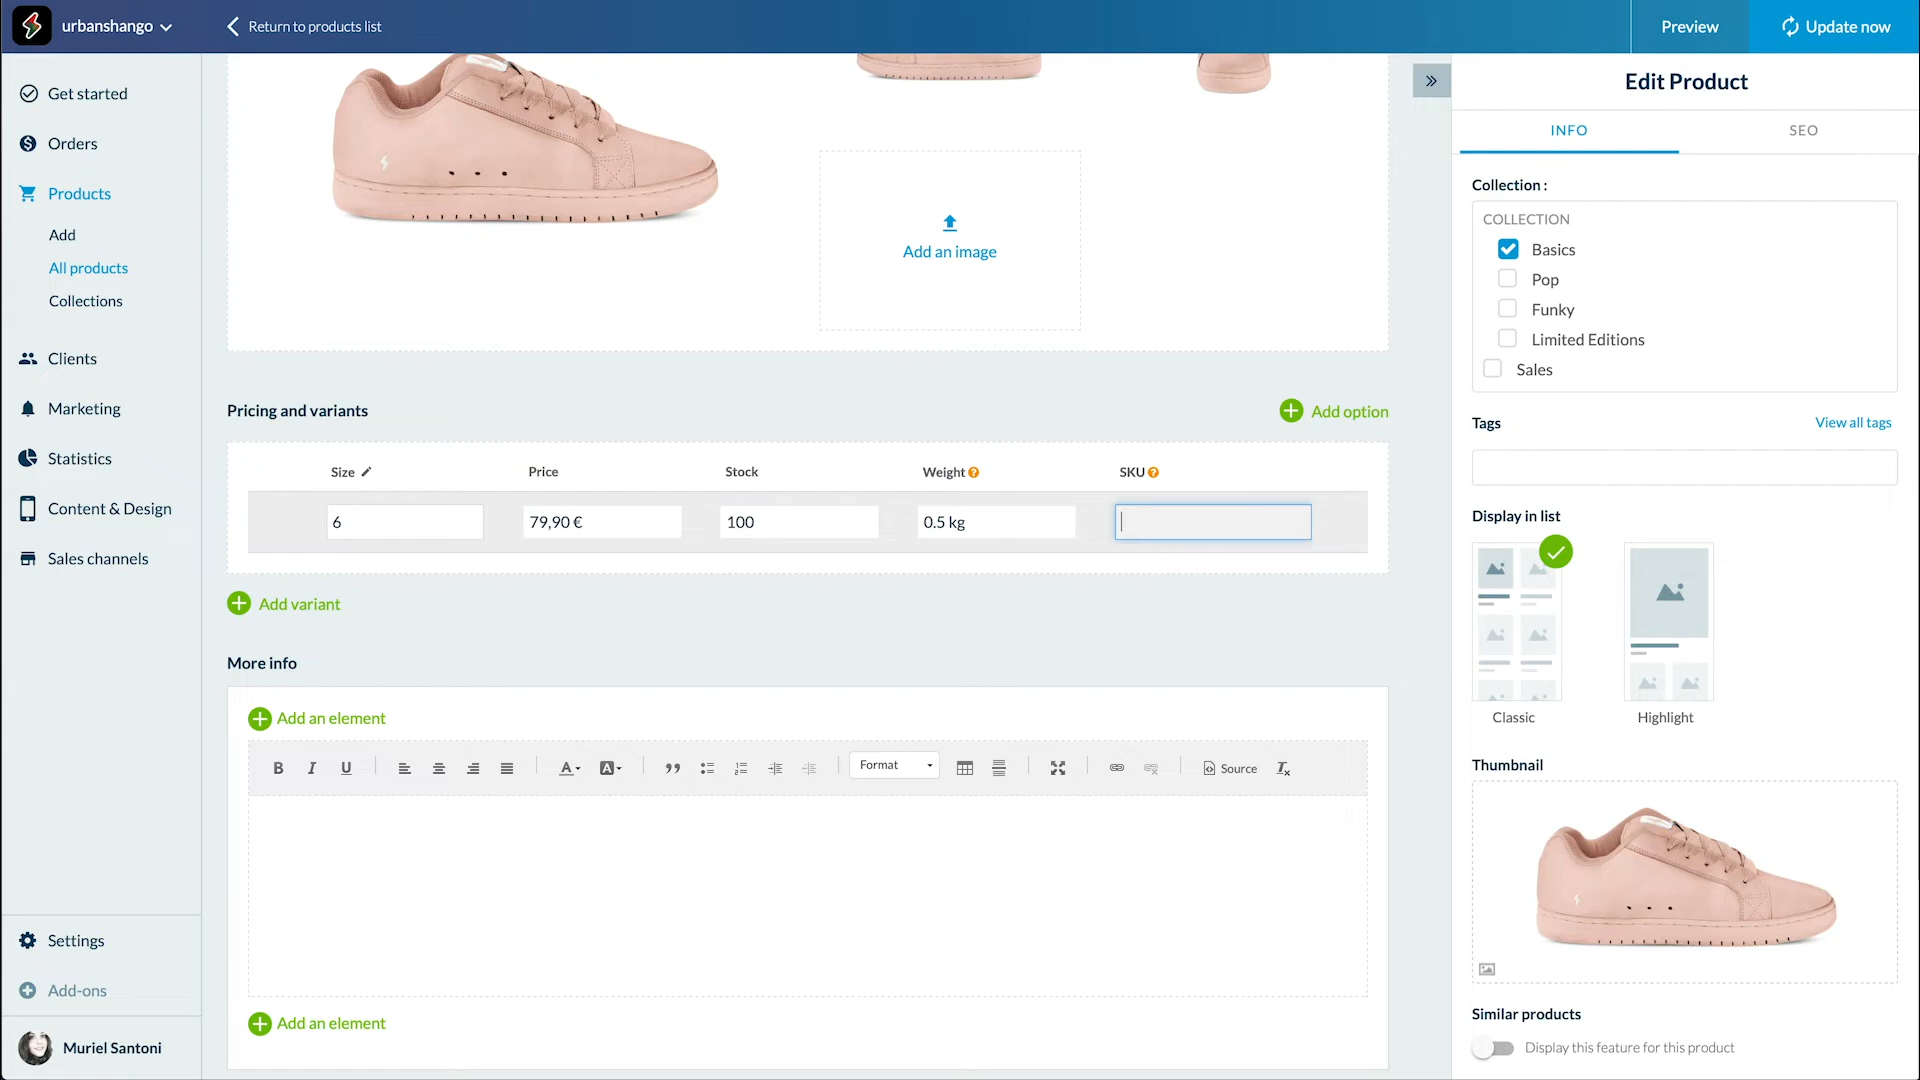 urbanshango
Return to products list
Preview
Update now
Get started
Orders
Products
Add
All products
Collections
Clients
Marketing
Statistics
Content & Design
Sales channels
Settings
Add-ons
Muriel Santoni
Add an image
Pricing and variants
Add option
Size Price Stock Weight ? SKU ?
6 79,90 € 100 0.5 kg
Add variant
More info
Add an element
B I U A A Format Source Tx
Add an element
Edit Product
INFO SEO
Collection :
COLLECTION
Basics
Pop
Funky
Limited Editions
Sales
Tags View all tags
Display in list
Classic Highlight
Thumbnail
Similar products
Display this feature for this product